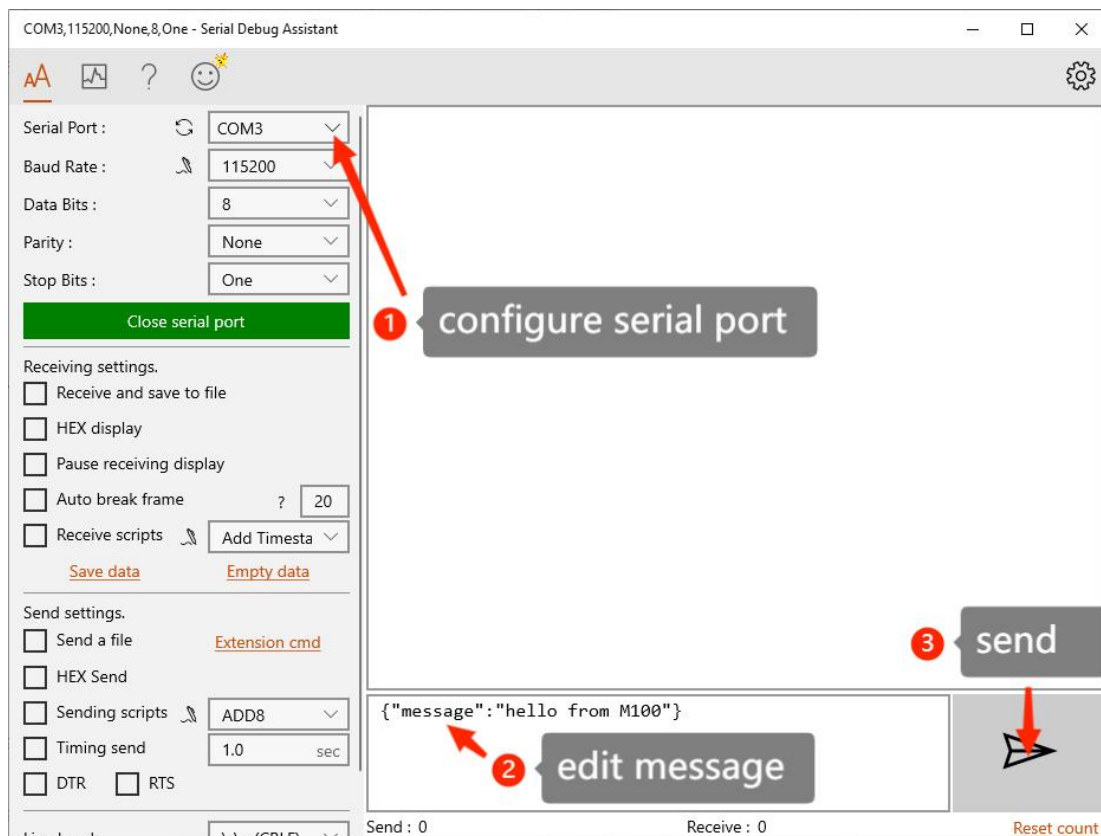 COM3,115200,None,8,One - Serial Debug Assistant
AA
Serial Port :
COM3
Baud Rate :
115200
Data Bits :
8
Parity :
None
Stop Bits :
One
Close serial port
1 configure serial port
Receiving settings.
Receive and save to file
HEX display
Pause receiving display
Auto break frame ? 20
Receive scripts Add Timesta
Save data Empty data
Send settings.
Send a file Extension cmd
HEX Send
Sending scripts ADD8
Timing send 1.0 sec
DTR RTS
3 send
{"message":"hello from M100"}
2 edit message
Send : 0 Receive : 0 Reset count